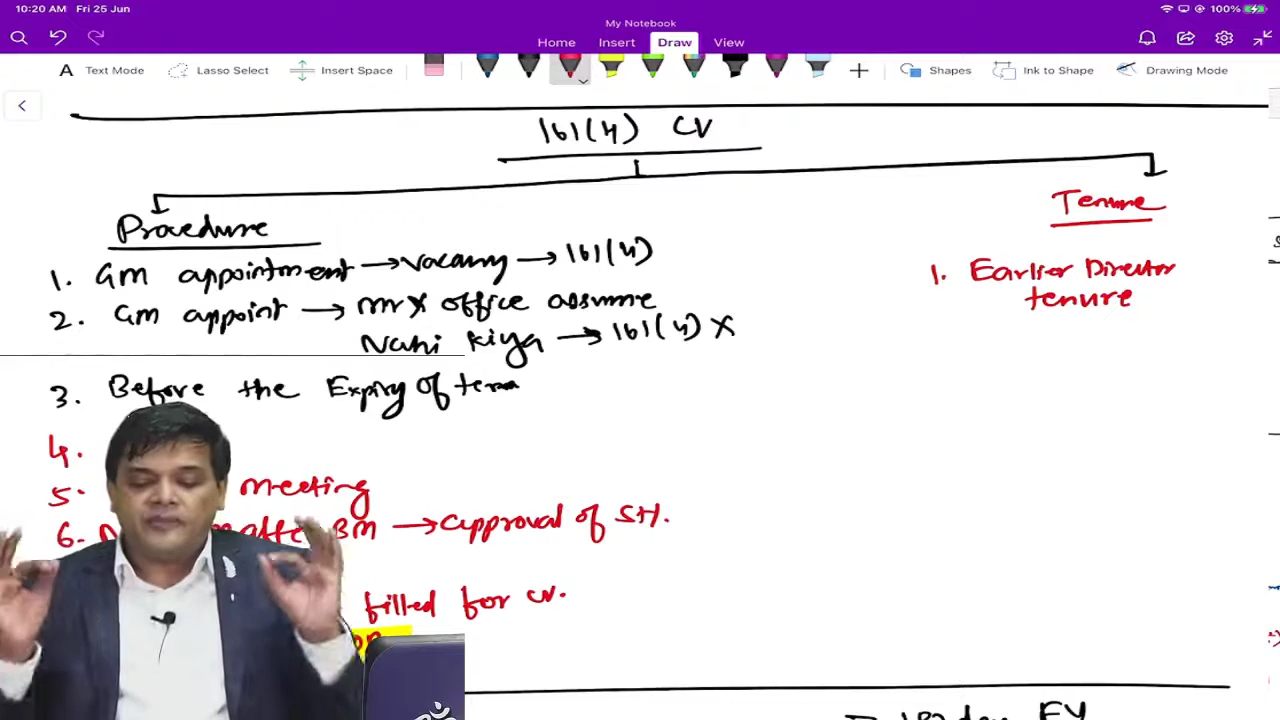 10:20 AM Fri 25 Jun
100%
My Notebook
Home Insert Draw View
A Text Mode Lasso Select Insert Space Shapes Ink to Shape Drawing Mode
161(4) CV
Procedure
1. GM appointment → Vacancy → 161(4)
2. GM appoint → Mr X office assume
Nahi kiya → 161(4) X
3. Before the Expiry of term
4.
5. meeting
6. BM → approval of SH.
filled for CV.
Tenure
1. Earlier Director
tenure